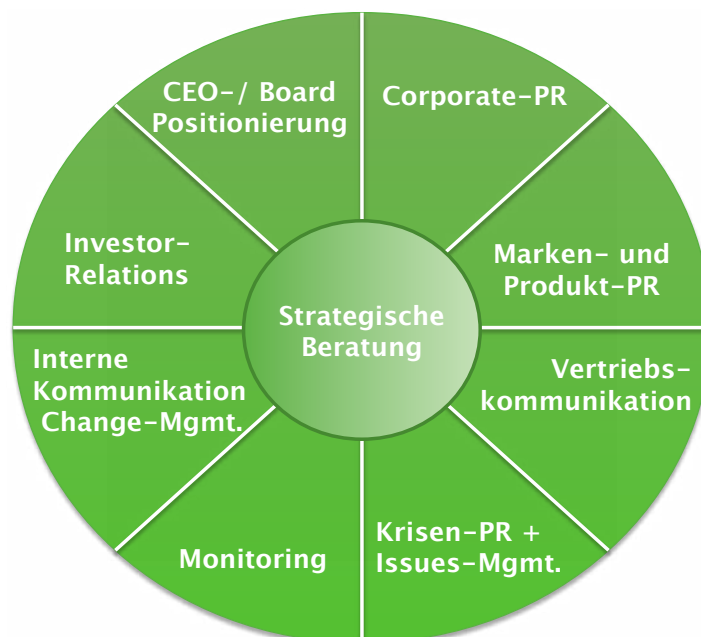 CEO-/ Board
Positionierung
Corporate-PR
Investor-
Relations
Marken- und
Produkt-PR
Strategische
Beratung
Interne
Kommunikation
Change-Mgmt.
Vertriebs-
kommunikation
Monitoring
Krisen-PR +
Issues-Mgmt.